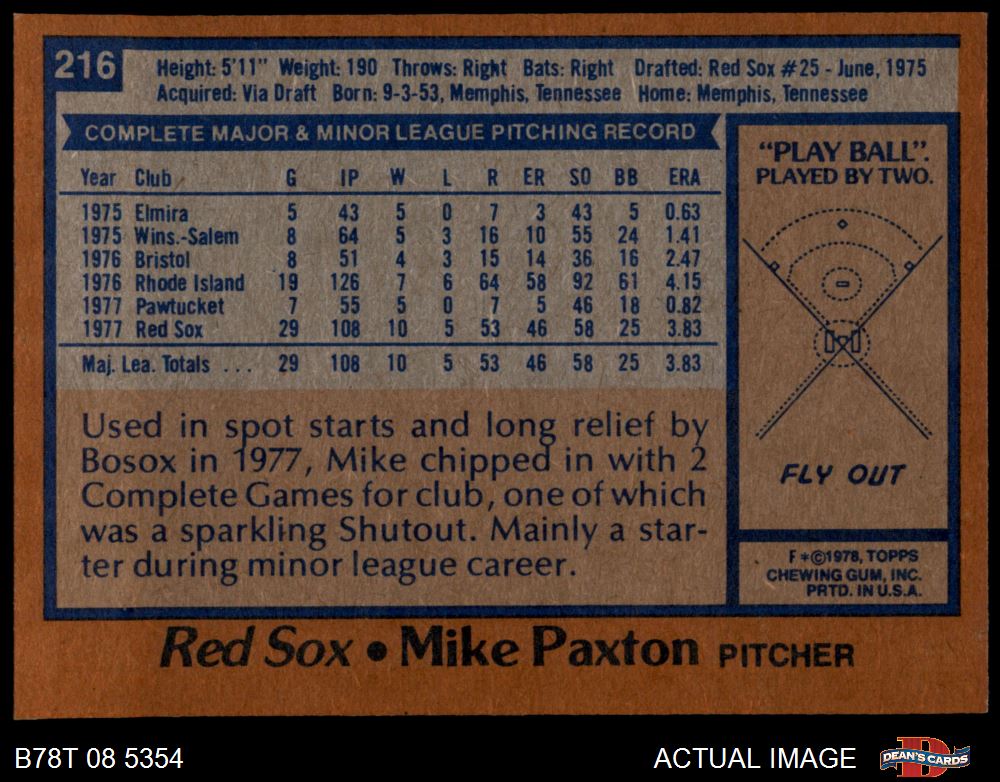 216
Height: 5'11" Weight: 190 Throws: Right Bats: Right Drafted: Red Sox #25 - June, 1975
Acquired: Via Draft Born: 9-3-53, Memphis, Tennessee Home: Memphis, Tennessee
COMPLETE MAJOR & MINOR LEAGUE PITCHING RECORD
Year Club G IP W L R ER SO BB ERA
1975 Elmira 5 43 5 0 7 3 43 5 0.63
1975 Wins.-Salem 8 64 5 3 16 10 55 24 1.41
1976 Bristol 8 51 4 3 15 14 36 16 2.47
1976 Rhode Island 19 126 7 6 64 58 92 61 4.15
1977 Pawtucket 7 55 5 0 7 5 46 18 0.82
1977 Red Sox 29 108 10 5 53 46 58 25 3.83
Maj. Lea. Totals ... 29 108 10 5 53 46 58 25 3.83
Used in spot starts and long relief by
Bosox in 1977, Mike chipped in with 2
Complete Games for club, one of which
was a sparkling Shutout. Mainly a star-
ter during minor league career.
"PLAY BALL".
PLAYED BY TWO.
FLY OUT
F*©1978, TOPPS
CHEWING GUM, INC.
PRTD. IN U.S.A.
Red Sox • Mike Paxton PITCHER
B78T 08 5354
ACTUAL IMAGE
D
DEAN'S CARDS